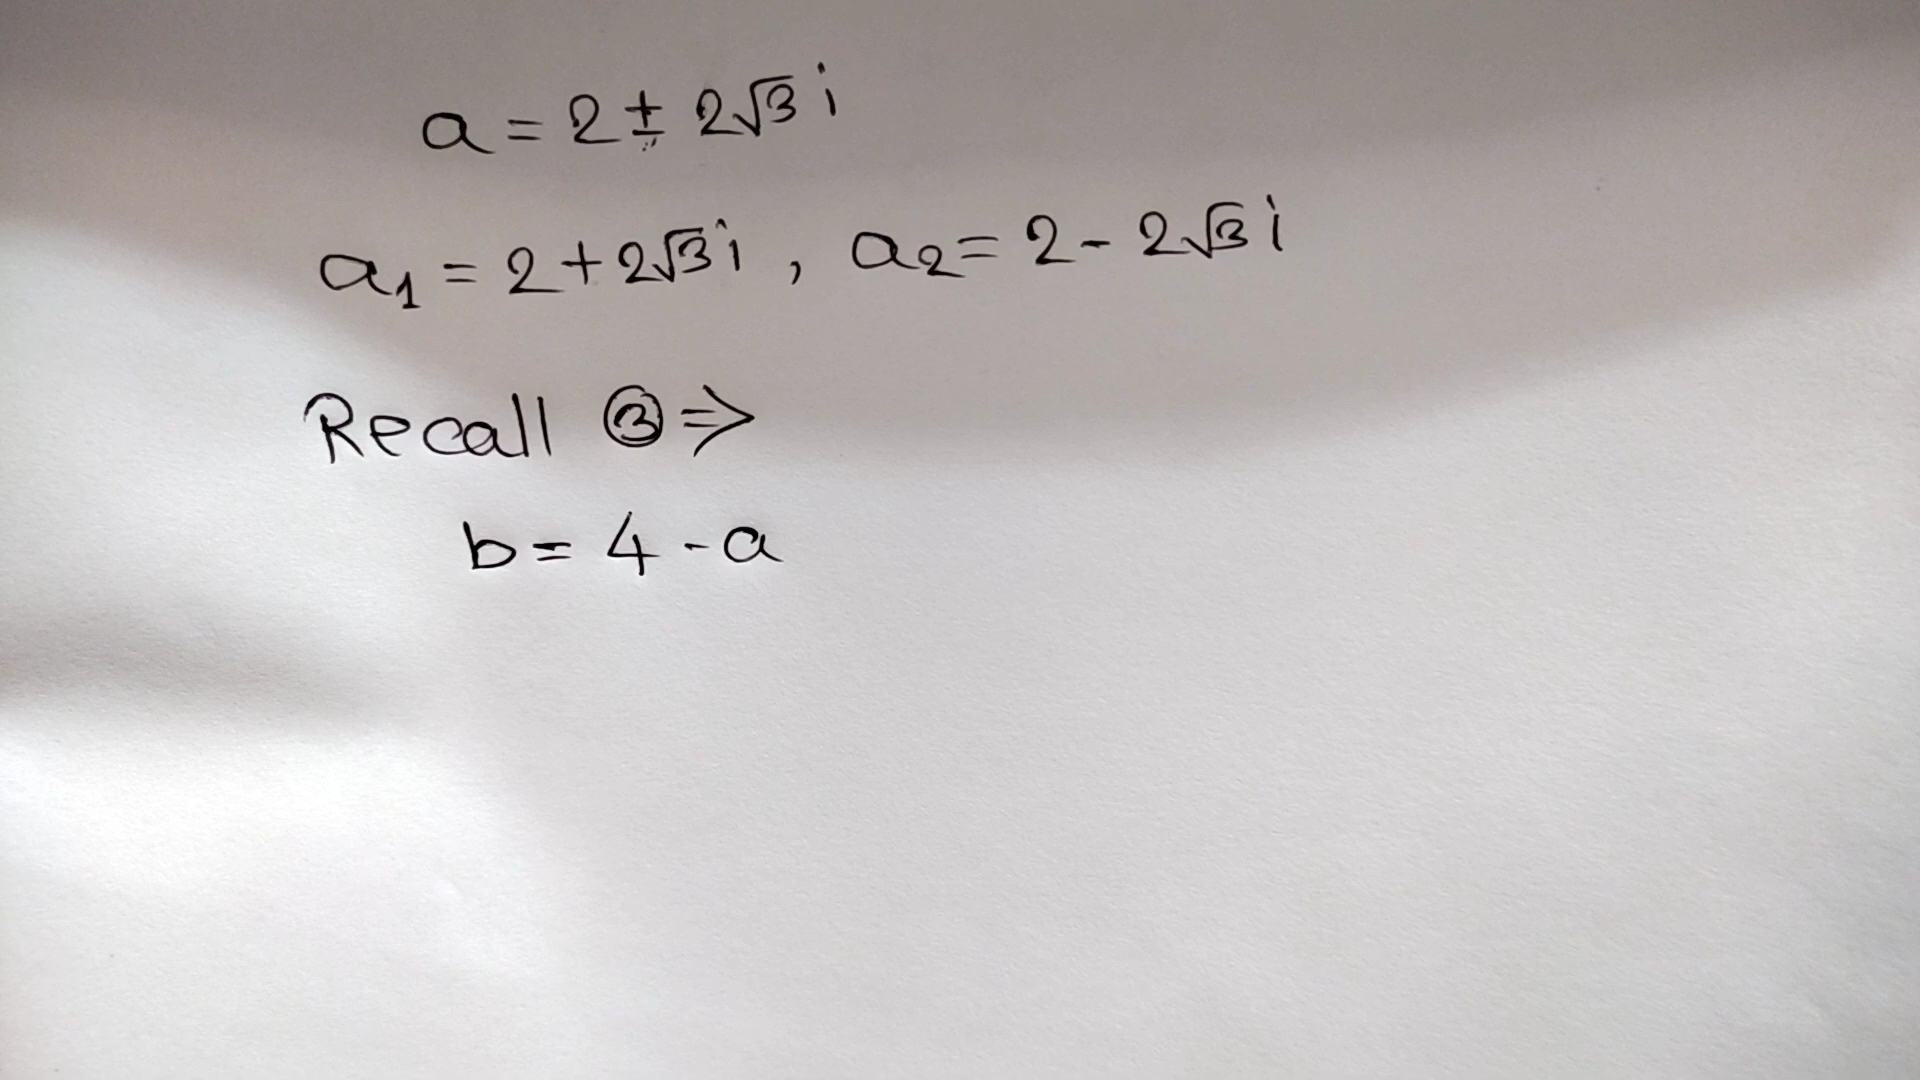 a = 2 ± 2√3 i
a₁ = 2 + 2√3 i , a₂ = 2 - 2√3 i
Recall ③ ⇒
b = 4 - a